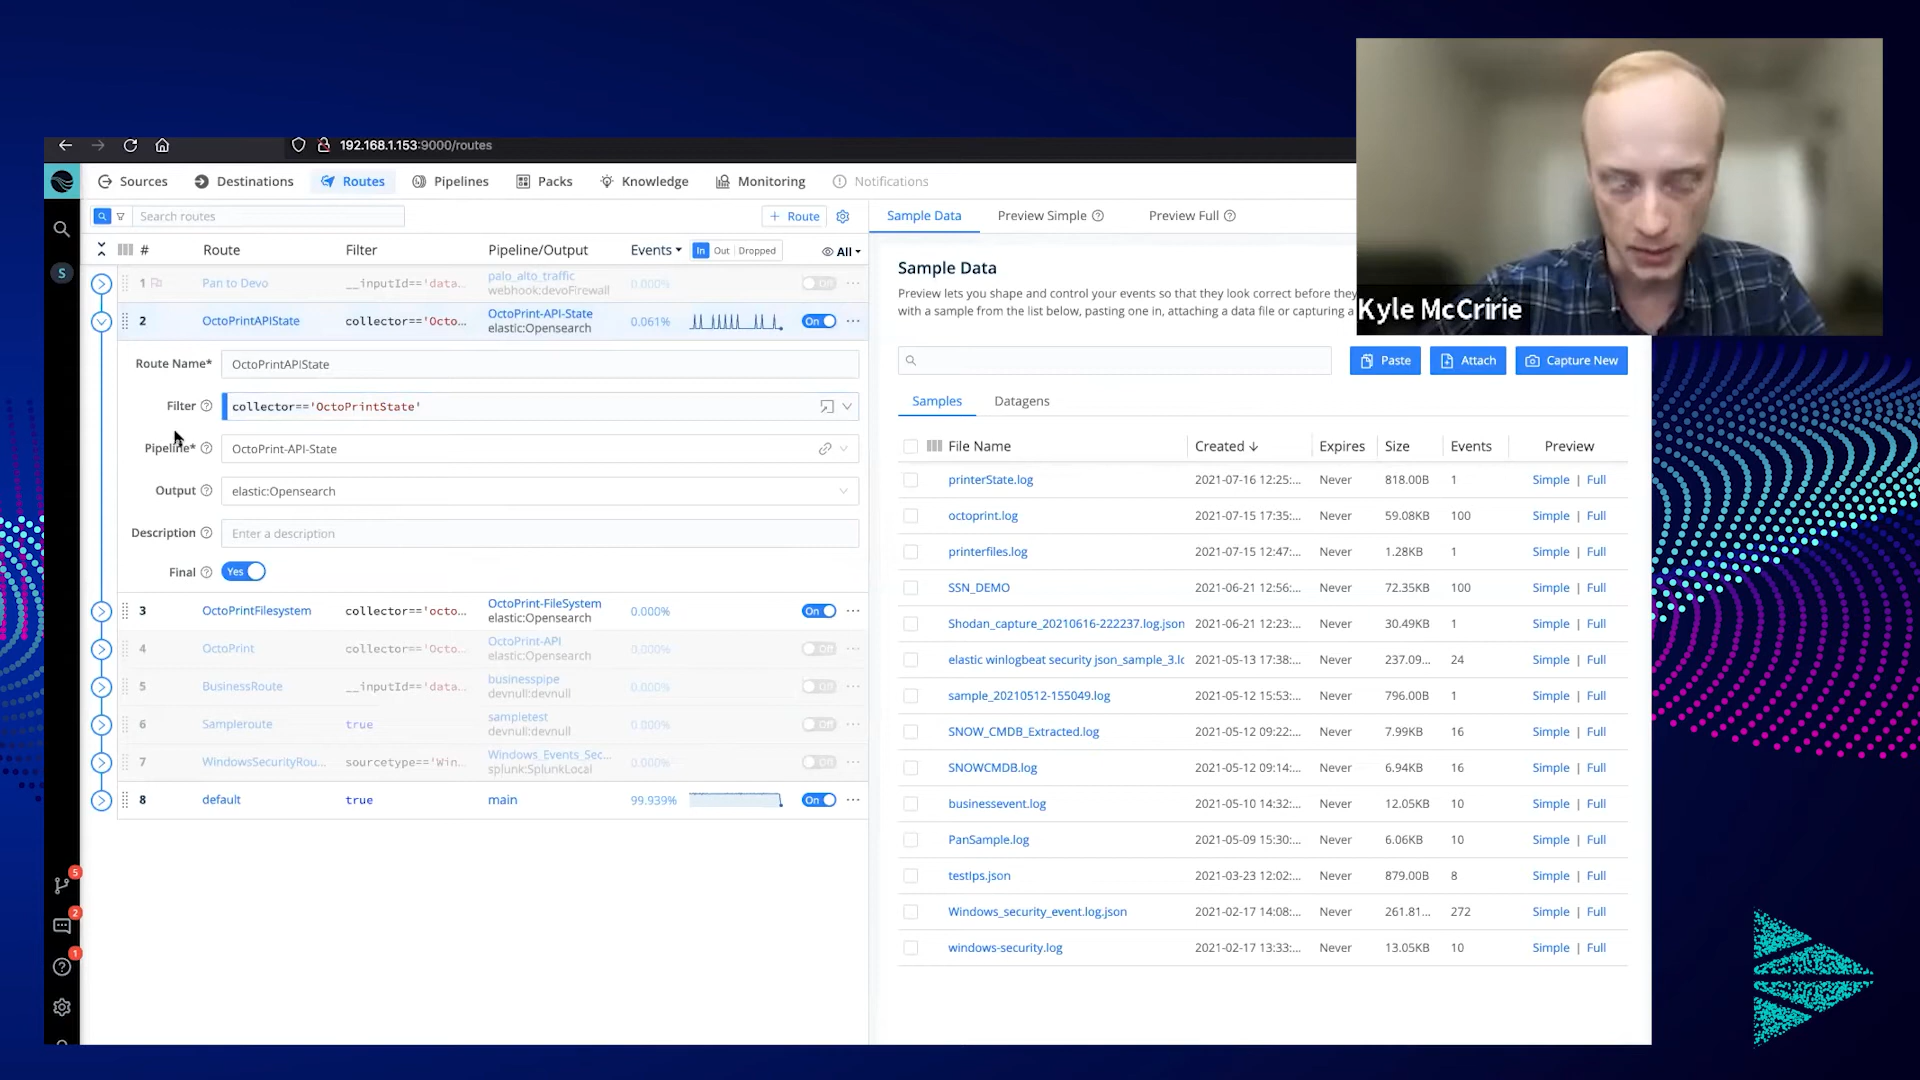 192.168.1.153:9000/routes
Kyle McCririe
Sources Destinations Routes Pipelines Packs Knowledge Monitoring Notifications
Search routes
Route
Sample Data Preview Simple Preview Full
# Route Filter Pipeline/Output Events In Out Dropped All
1 Pan to Devo __inputId=='data... palo_alto_traffic 0.000% Off
webhook:devoFirewall
2 OctoPrintAPIState collector=='Octo... OctoPrint-API-State 0.061% On
elastic:Opensearch
Route Name* OctoPrintAPIState
Filter collector=='OctoPrintState'
Pipeline* OctoPrint-API-State
Output elastic:Opensearch
Description Enter a description
Final Yes
3 OctoPrintFilesystem collector=='octo... OctoPrint-FileSystem 0.000% On
elastic:Opensearch
4 OctoPrint collector=='Octo... OctoPrint-API 0.000% Off
elastic:Opensearch
5 BusinessRoute __inputId=='data... businesspipe 0.000% Off
devnull:devnull
6 Sampleroute true sampletest 0.000% Off
devnull:devnull
7 WindowsSecurityRou... sourcetype=='Win... Windows_Events_Sec... 0.000% Off
splunk:SplunkLocal
8 default true main 99.939% On
S
5
2
1
Sample Data
Preview lets you shape and control your events so that they look correct before they
with a sample from the list below, pasting one in, attaching a data file or capturing a
Paste Attach Capture New
Samples Datagens
File Name Created Expires Size Events Preview
printerState.log 2021-07-16 12:25:... Never 818.00B 1 Simple | Full
octoprint.log 2021-07-15 17:35:... Never 59.08KB 100 Simple | Full
printerfiles.log 2021-07-15 12:47:... Never 1.28KB 1 Simple | Full
SSN_DEMO 2021-06-21 12:56:... Never 72.35KB 100 Simple | Full
Shodan_capture_20210616-222237.log.json 2021-06-21 12:23:... Never 30.49KB 1 Simple | Full
elastic winlogbeat security json_sample_3.lo 2021-05-13 17:38:... Never 237.09... 24 Simple | Full
sample_20210512-155049.log 2021-05-12 15:53:... Never 796.00B 1 Simple | Full
SNOW_CMDB_Extracted.log 2021-05-12 09:22:... Never 7.99KB 16 Simple | Full
SNOWCMDB.log 2021-05-12 09:14:... Never 6.94KB 16 Simple | Full
businessevent.log 2021-05-10 14:32:... Never 12.05KB 10 Simple | Full
PanSample.log 2021-05-09 15:30:... Never 6.06KB 10 Simple | Full
testIps.json 2021-03-23 12:02:... Never 879.00B 8 Simple | Full
Windows_security_event.log.json 2021-02-17 14:08:... Never 261.81... 272 Simple | Full
windows-security.log 2021-02-17 13:33:... Never 13.05KB 10 Simple | Full